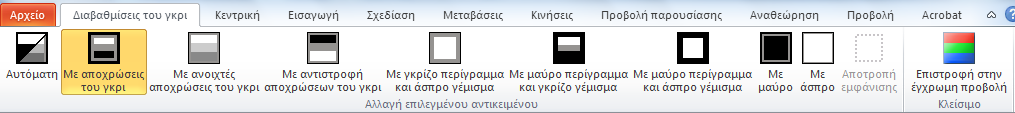 Αρχείο Διαβαθμίσεις του γκρι Κεντρική Εισαγωγή Σχεδίαση Μεταβάσεις Κινήσεις Προβολή παρουσίασης Αναθεώρηση Προβολή Acrobat
Αυτόματη Με αποχρώσεις Με ανοιχτές Με αντιστροφή Με γκρίζο περίγραμμα Με μαύρο περίγραμμα Με μαύρο περίγραμμα Με Με Αποτροπή Επιστροφή στην
του γκρι αποχρώσεις του γκρι αποχρώσεων του γκρι και άσπρο γέμισμα και γκρίζο γέμισμα και άσπρο γέμισμα μαύρο άσπρο εμφάνισης έγχρωμη προβολή
Αλλαγή επιλεγμένου αντικειμένου Κλείσιμο